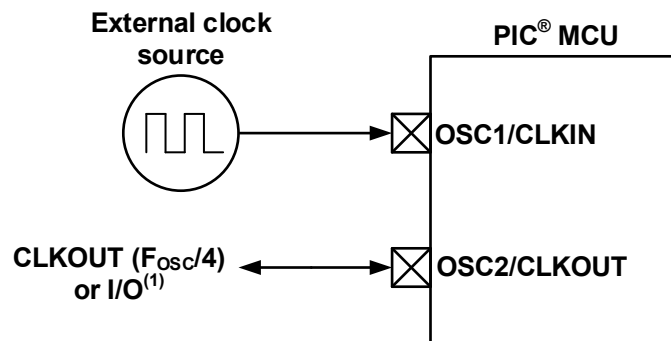 External clock
source
PIC® MCU
OSC1/CLKIN
CLKOUT (FOSC/4)
or I/O(1)
OSC2/CLKOUT